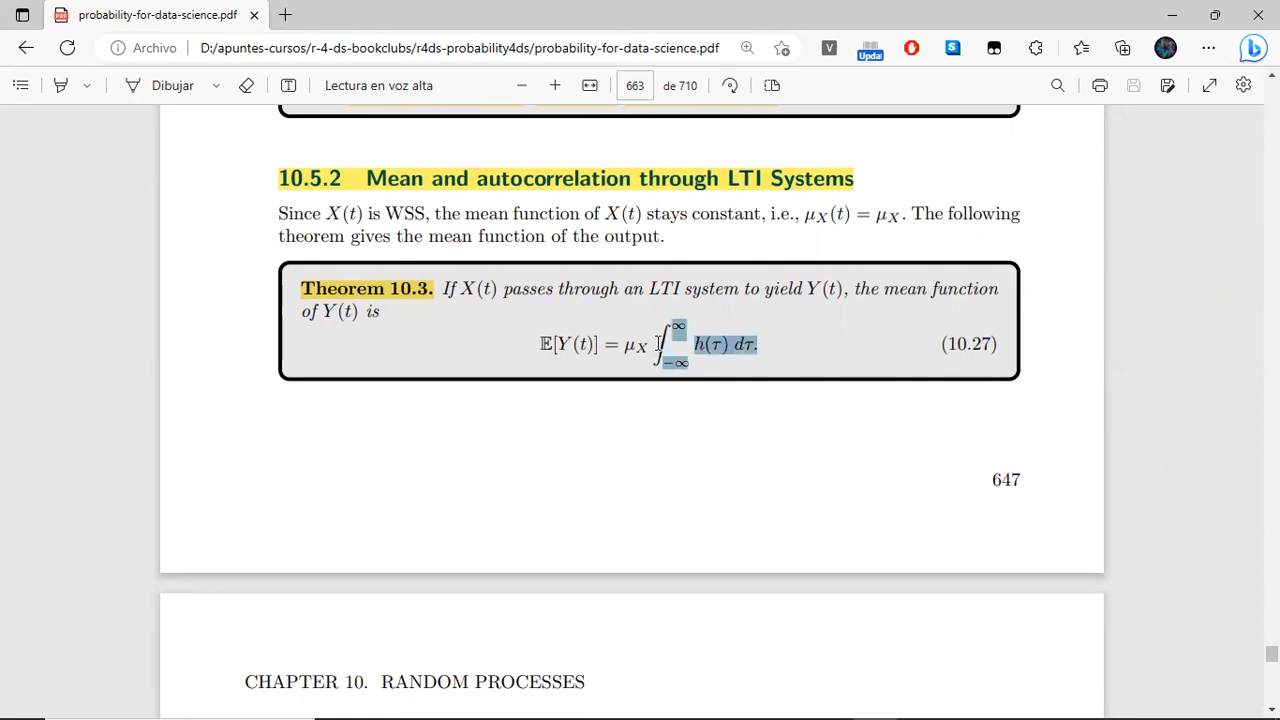 probability-for-data-science.pdf
Archivo D:/apuntes-cursos/r-4-ds-bookclubs/r4ds-probability4ds/probability-for-data-science.pdf
Updat
Dibujar Lectura en voz alta 663 de 710
10.5.2 Mean and autocorrelation through LTI Systems
Since X(t) is WSS, the mean function of X(t) stays constant, i.e., μX(t) = μX. The following
theorem gives the mean function of the output.
Theorem 10.3. If X(t) passes through an LTI system to yield Y(t), the mean function
of Y(t) is
𝔼[Y(t)] = μX ∫_{−∞}^{∞} h(τ) dτ. (10.27)
647
CHAPTER 10. RANDOM PROCESSES